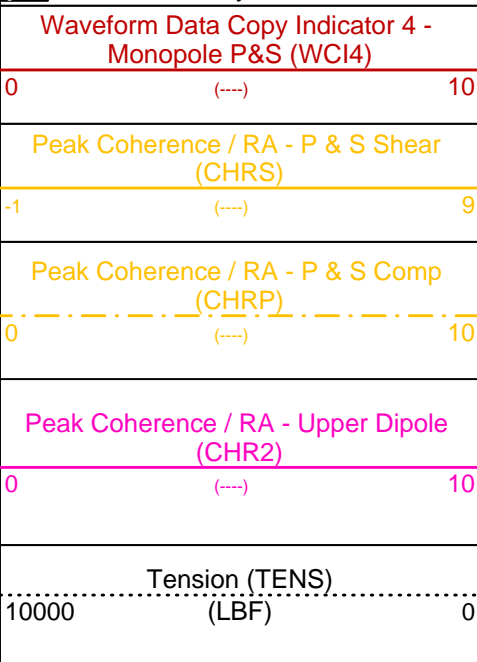 Waveform Data Copy Indicator 4 -
Monopole P&S (WCI4)
0 (----) 10
Peak Coherence / RA - P & S Shear
(CHRS)
-1 (----) 9
Peak Coherence / RA - P & S Comp
(CHRP)
0 (----) 10
Peak Coherence / RA - Upper Dipole
(CHR2)
0 (----) 10
Tension (TENS)
10000 (LBF) 0